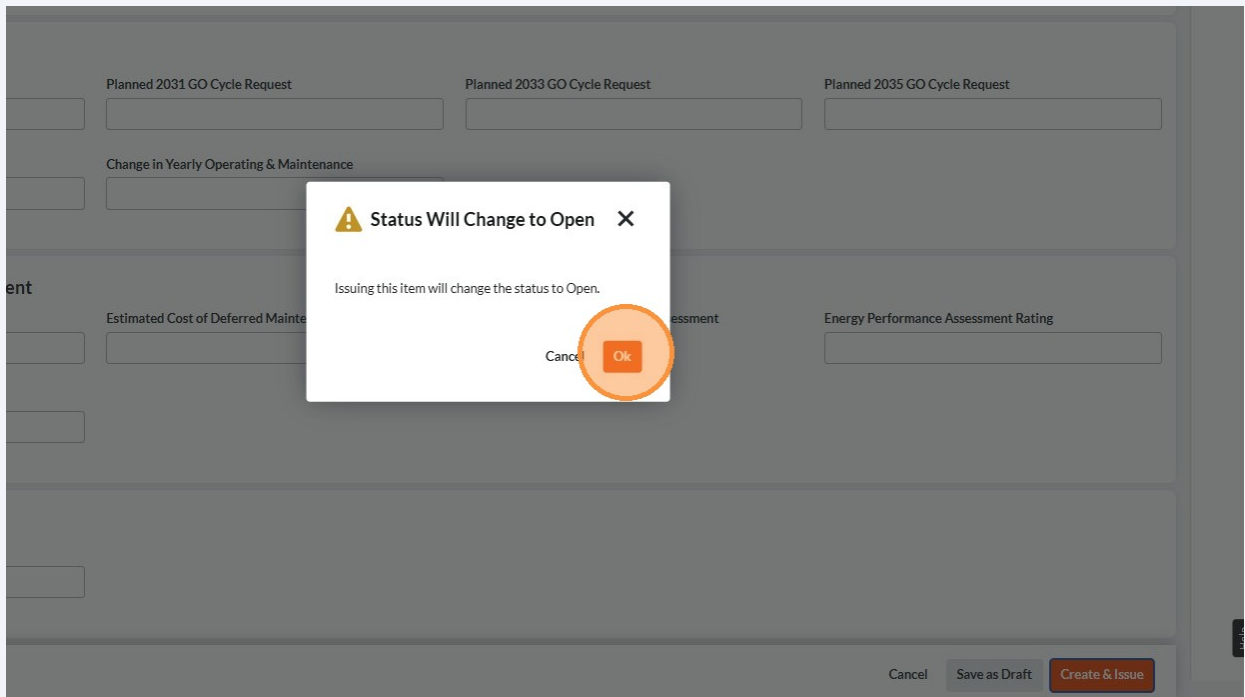 Planned 2031 GO Cycle Request Planned 2033 GO Cycle Request Planned 2035 GO Cycle Request
Change in Yearly Operating & Maintenance
Status Will Change to Open
Issuing this item will change the status to Open.
ent
Estimated Cost of Deferred Mainte essment Energy Performance Assessment Rating
Cancel Ok
Cancel Save as Draft Create & Issue
Help